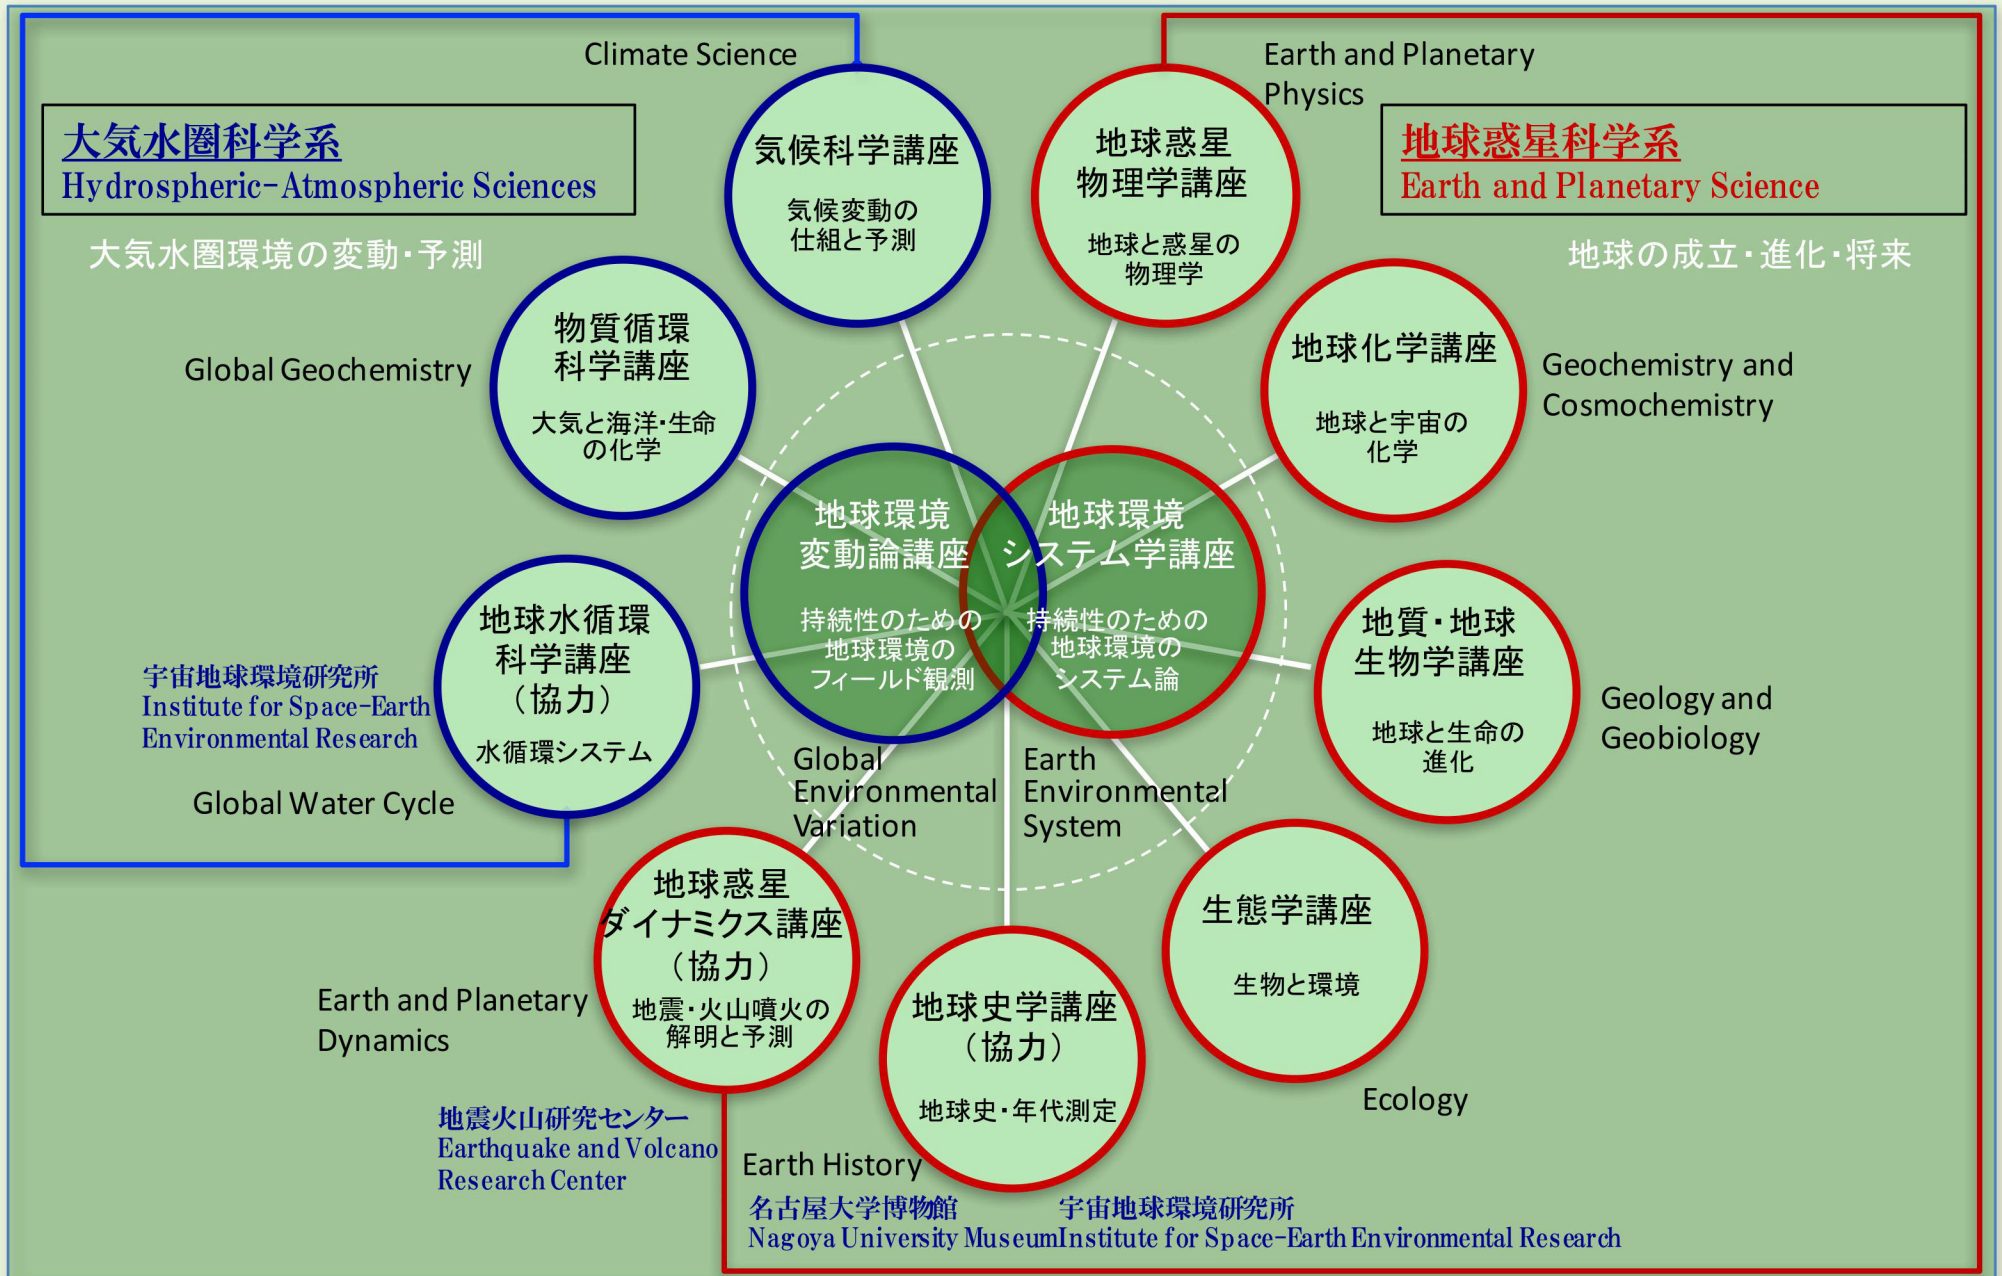 Climate Science
Earth and Planetary
Physics
大気水圏科学系
Hydrospheric-Atmospheric Sciences
大気水圏環境の変動・予測
地球惑星科学系
Earth and Planetary Science
地球の成立・進化・将来
気候科学講座
気候変動の
仕組と予測
地球惑星
物理学講座
地球と惑星の
物理学
Global Geochemistry
物質循環
科学講座
大気と海洋・生命
の化学
地球化学講座
地球と宇宙の
化学
Geochemistry and
Cosmochemistry
地球環境
変動論講座
持続性のための
地球環境の
フィールド観測
地球環境
システム学講座
持続性のための
地球環境の
システム論
宇宙地球環境研究所
Institute for Space-Earth
Environmental Research
Global Water Cycle
地球水循環
科学講座
（協力）
水循環システム
地質・地球
生物学講座
地球と生命の
進化
Geology and
Geobiology
Global
Environmental
Variation
Earth
Environmental
System
地球惑星
ダイナミクス講座
（協力）
地震・火山噴火の
解明と予測
Earth and Planetary
Dynamics
地震火山研究センター
Earthquake and Volcano
Research Center
地球史学講座
（協力）
地球史・年代測定
Earth History
名古屋大学博物館
Nagoya University Museum
宇宙地球環境研究所
Institute for Space-Earth Environmental Research
生態学講座
生物と環境
Ecology